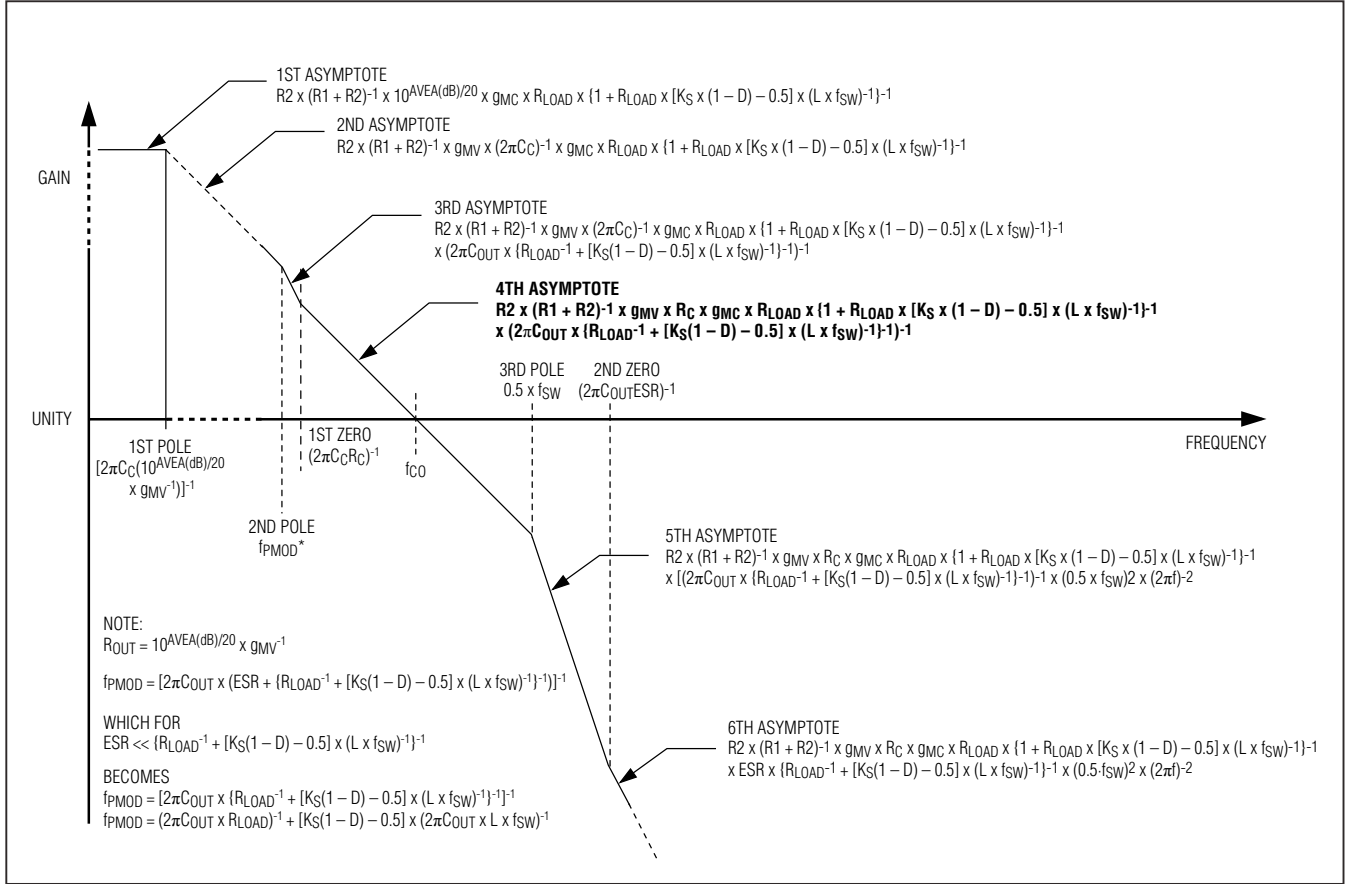 1ST ASYMPTOTE
R2 x (R1 + R2)-1 x 10AVEA(dB)/20 x gMC x RLOAD x {1 + RLOAD x [KS x (1 – D) – 0.5] x (L x fSW)-1}-1
2ND ASYMPTOTE
R2 x (R1 + R2)-1 x gMV x (2πCC)-1 x gMC x RLOAD x {1 + RLOAD x [KS x (1 – D) – 0.5] x (L x fSW)-1}-1
GAIN
3RD ASYMPTOTE
R2 x (R1 + R2)-1 x gMV x (2πCC)-1 x gMC x RLOAD x {1 + RLOAD x [KS x (1 – D) – 0.5] x (L x fSW)-1}-1
x (2πCOUT x {RLOAD-1 + [KS(1 – D) – 0.5] x (L x fSW)-1}-1)-1
4TH ASYMPTOTE
R2 x (R1 + R2)-1 x gMV x RC x gMC x RLOAD x {1 + RLOAD x [KS x (1 – D) – 0.5] x (L x fSW)-1}-1
x (2πCOUT x {RLOAD-1 + [KS(1 – D) – 0.5] x (L x fSW)-1}-1)-1
3RD POLE
0.5 x fSW
2ND ZERO
(2πCOUTESR)-1
UNITY
FREQUENCY
1ST POLE
[2πCC(10AVEA(dB)/20
x gMV-1)]-1
1ST ZERO
(2πCCRC)-1
fCO
2ND POLE
fPMOD*
5TH ASYMPTOTE
R2 x (R1 + R2)-1 x gMV x RC x gMC x RLOAD x {1 + RLOAD x [KS x (1 – D) – 0.5] x (L x fSW)-1}-1
x [(2πCOUT x {RLOAD-1 + [KS(1 – D) – 0.5] x (L x fSW)-1}-1)-1 x (0.5 x fSW)2 x (2πf)-2
NOTE:
ROUT = 10AVEA(dB)/20 x gMV-1
fPMOD = [2πCOUT x (ESR + {RLOAD-1 + [KS(1 – D) – 0.5] x (L x fSW)-1}-1)]-1
WHICH FOR
ESR << {RLOAD-1 + [KS(1 – D) – 0.5] x (L x fSW)-1}-1
BECOMES
fPMOD = [2πCOUT x {RLOAD-1 + [KS(1 – D) – 0.5] x (L x fSW)-1}-1]-1
fPMOD = (2πCOUT x RLOAD)-1 + [KS(1 – D) – 0.5] x (2πCOUT x L x fSW)-1
6TH ASYMPTOTE
R2 x (R1 + R2)-1 x gMV x RC x gMC x RLOAD x {1 + RLOAD x [KS x (1 – D) – 0.5] x (L x fSW)-1}-1
x ESR x {RLOAD-1 + [KS(1 – D) – 0.5] x (L x fSW)-1}-1 x (0.5·fSW)2 x (2πf)-2